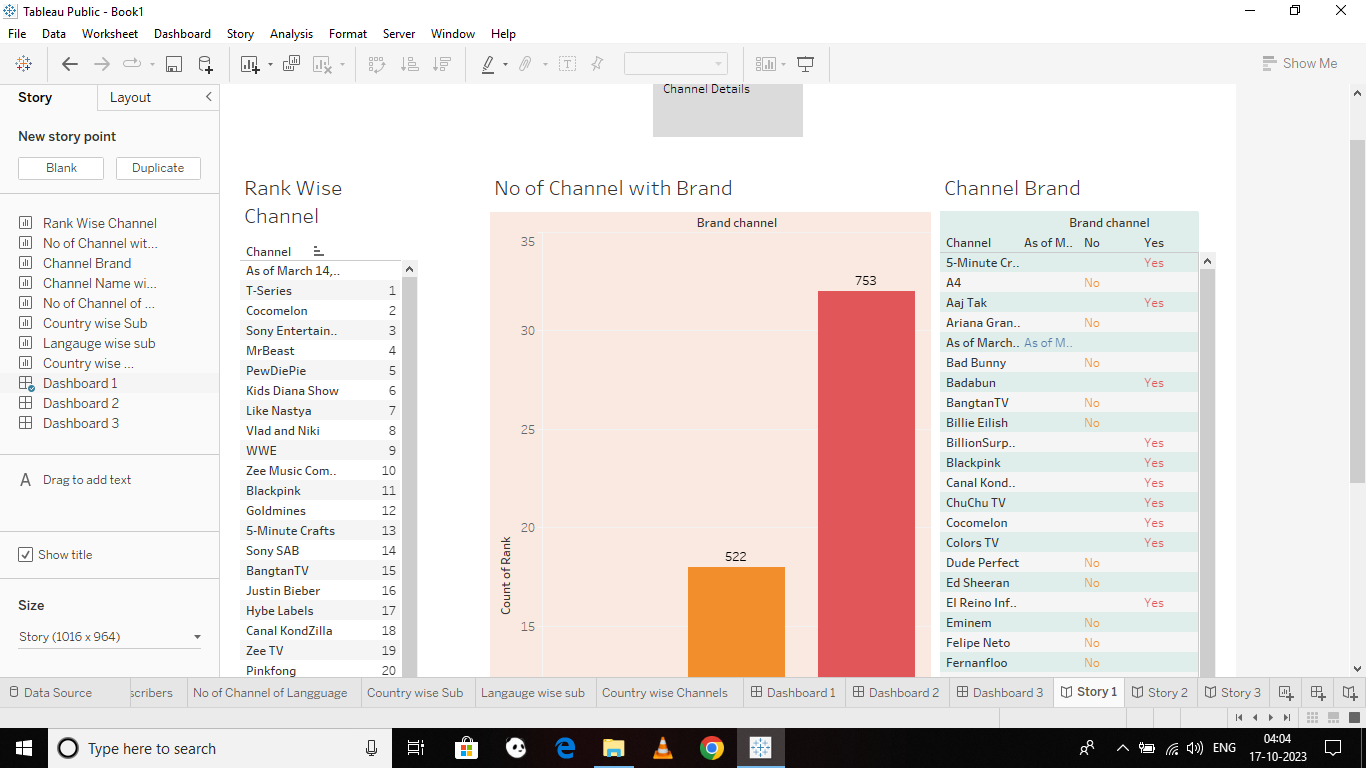 Tableau Public - Book1
File Data Worksheet Dashboard Story Analysis Format Server Window Help
Show Me
Story Layout
New story point
Blank Duplicate
Rank Wise Channel
No of Channel wit...
Channel Brand
Channel Name wi...
No of Channel of ...
Country wise Sub
Langauge wise sub
Country wise ...
Dashboard 1
Dashboard 2
Dashboard 3
A Drag to add text
Show title
Size
Story (1016 x 964)
Channel Details
Rank Wise
Channel
Channel
As of March 14,..
T-Series 1
Cocomelon 2
Sony Entertain.. 3
MrBeast 4
PewDiePie 5
Kids Diana Show 6
Like Nastya 7
Vlad and Niki 8
WWE 9
Zee Music Com.. 10
Blackpink 11
Goldmines 12
5-Minute Crafts 13
Sony SAB 14
BangtanTV 15
Justin Bieber 16
Hybe Labels 17
Canal KondZilla 18
Zee TV 19
Pinkfong 20
No of Channel with Brand
Brand channel
35
30
25
20
15
Count of Rank
753
522
Channel Brand
Brand channel
Channel As of M.. No Yes
5-Minute Cr.. Yes
A4 No
Aaj Tak Yes
Ariana Gran.. No
As of March.. As of M..
Bad Bunny No
Badabun Yes
BangtanTV No
Billie Eilish No
BillionSurp.. Yes
Blackpink Yes
Canal Kond.. Yes
ChuChu TV Yes
Cocomelon Yes
Colors TV Yes
Dude Perfect No
Ed Sheeran No
El Reino Inf.. Yes
Eminem No
Felipe Neto No
Fernanfloo No
Data Source scribers No of Channel of Langguage Country wise Sub Langauge wise sub Country wise Channels Dashboard 1 Dashboard 2 Dashboard 3 Story 1 Story 2 Story 3
Type here to search
ENG
04:04
17-10-2023